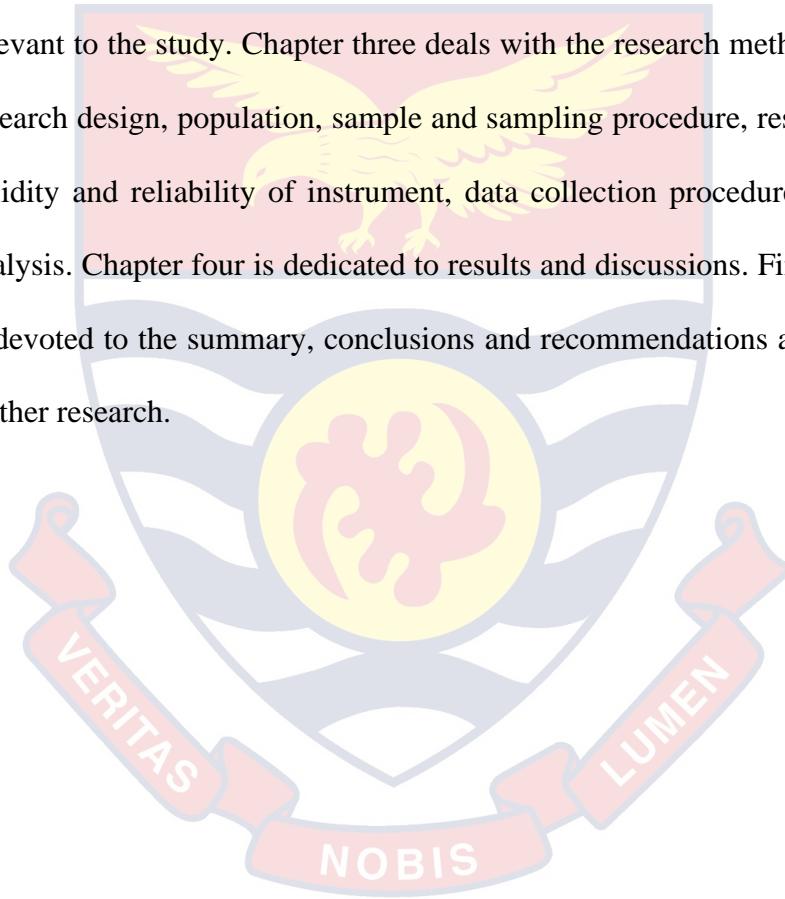 evant to the study. Chapter three deals with the research meth
earch design, population, sample and sampling procedure, res
idity and reliability of instrument, data collection procedure
alysis. Chapter four is dedicated to results and discussions. Fi
devoted to the summary, conclusions and recommendations a
ther research.
VERITAS
NOBIS
LUMEN